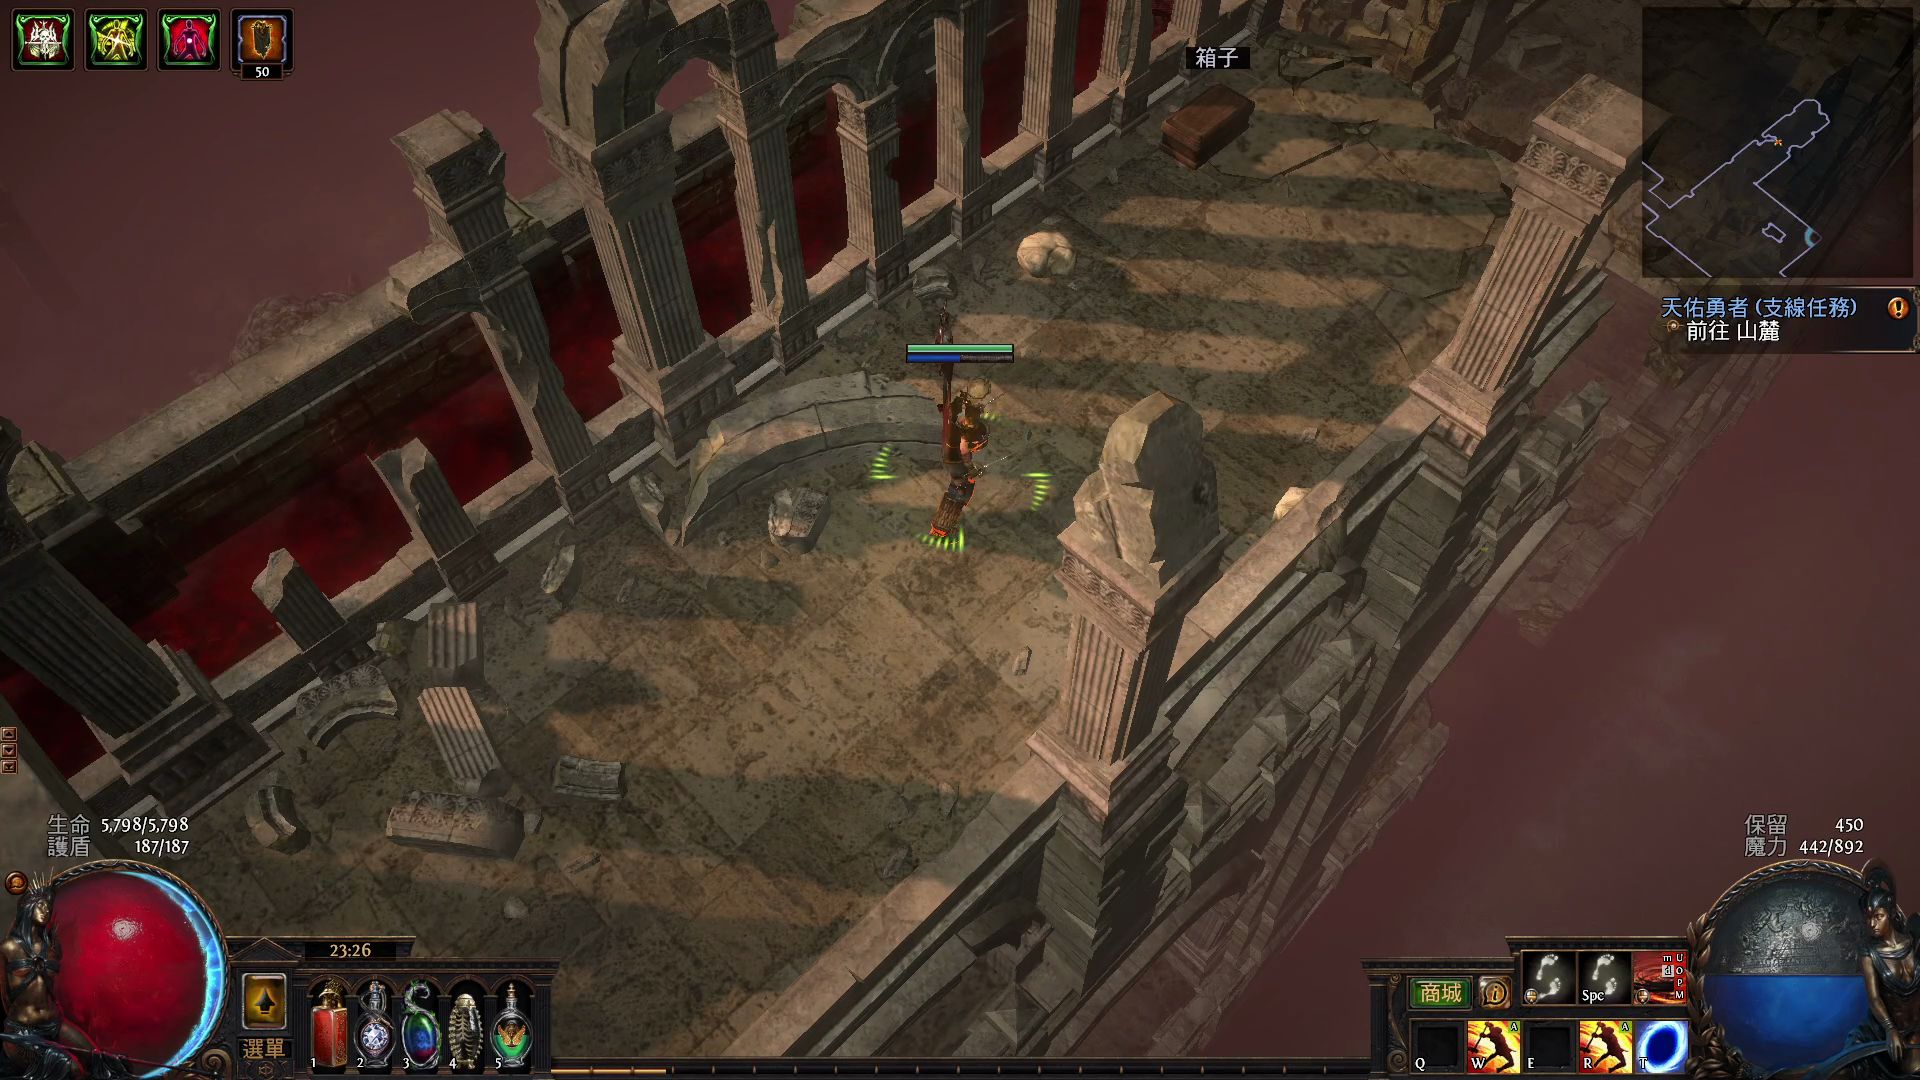 50
箱子
天佑勇者 (支線任務)
前往 山麓
生命 5,798/5,798
護盾 187/187
保留 450
魔力 442/892
23:26
選單
1 2 3 4 5
商城
Spc
m U
d O
P
M
Q W A E R A T